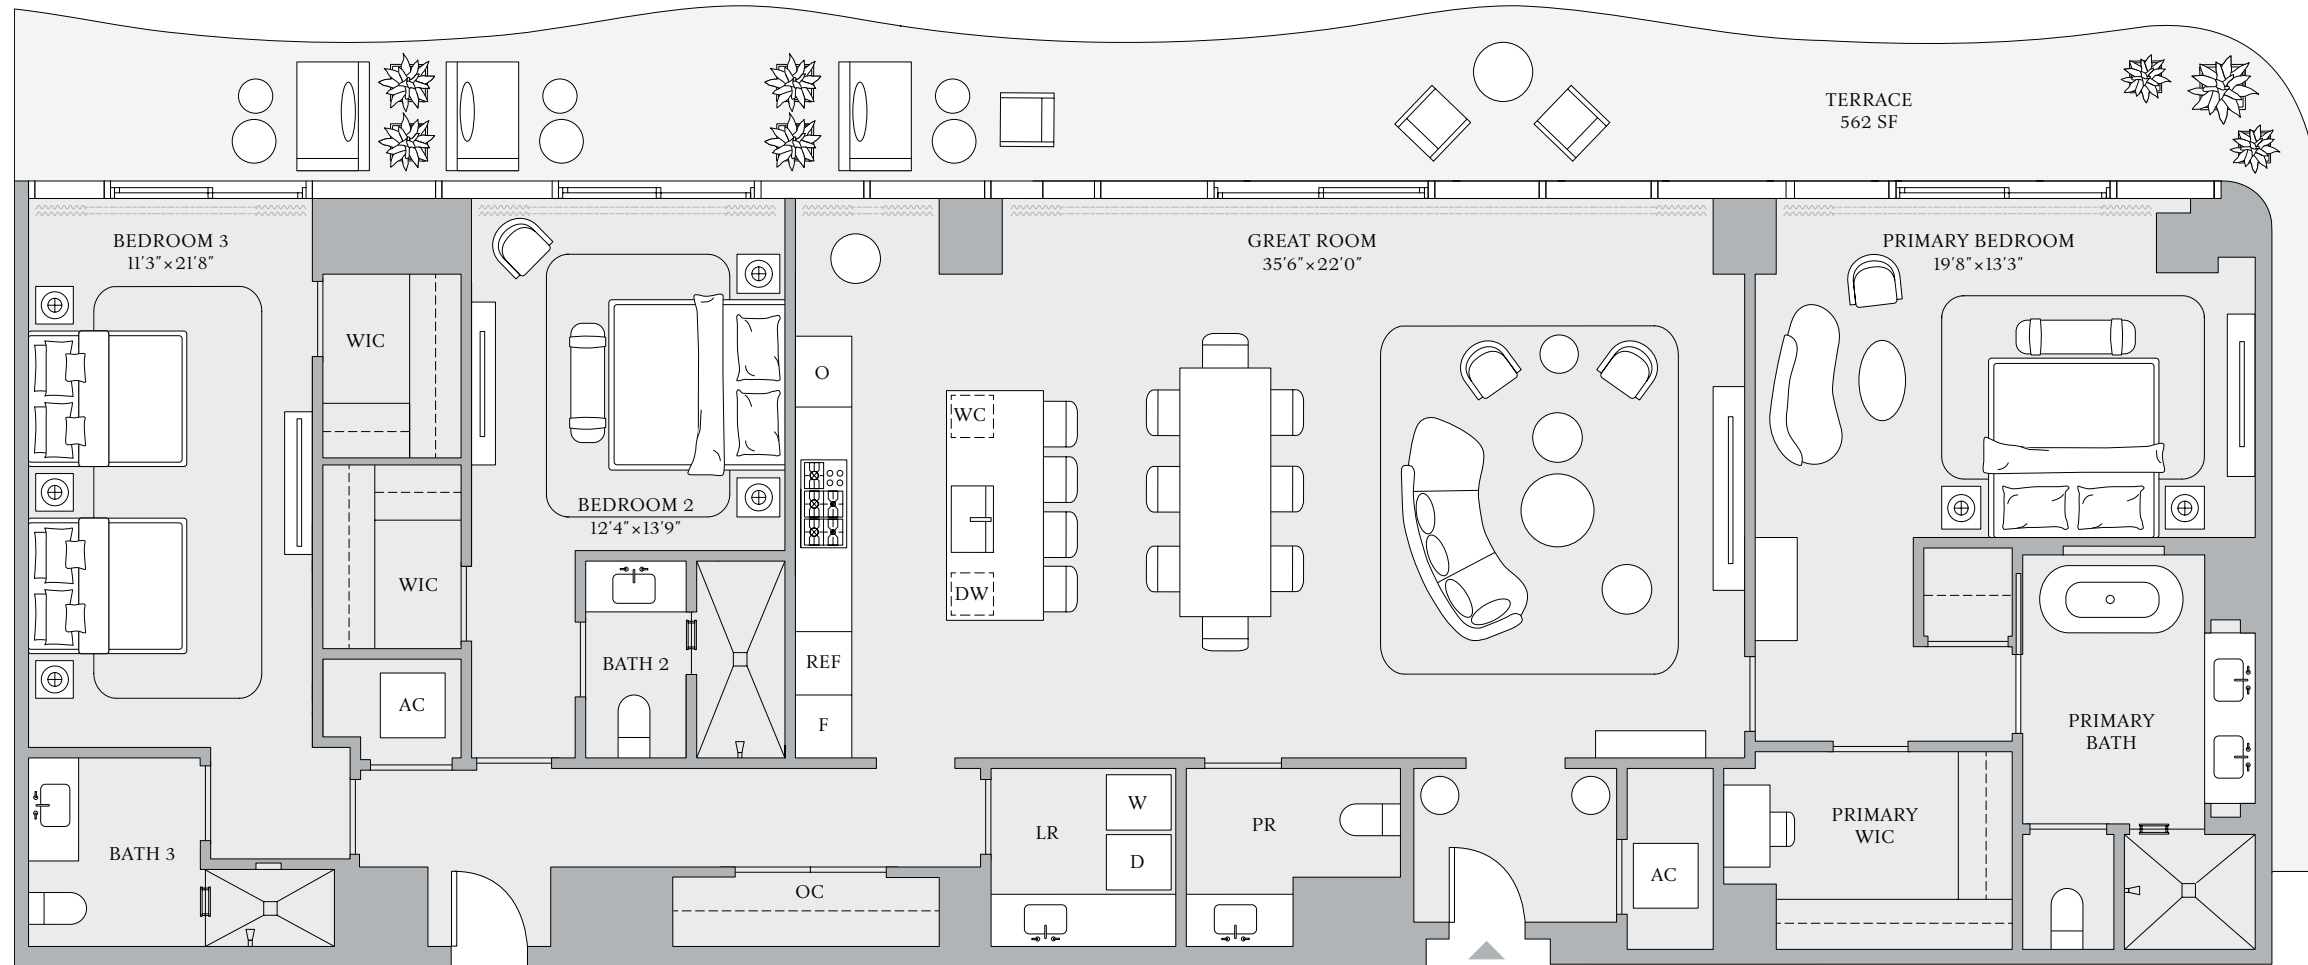 TERRACE
562 SF
BEDROOM 3
11'3"×21'8"
GREAT ROOM
35'6"×22'0"
PRIMARY BEDROOM
19'8"×13'3"
WIC
O
WC
BEDROOM 2
12'4"×13'9"
WIC
DW
BATH 2
REF
AC
F
PRIMARY
BATH
W
LR
PR
PRIMARY
WIC
BATH 3
D
AC
OC